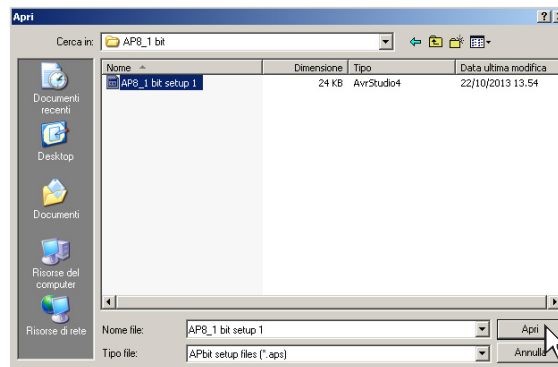 Apri
Cerca in: AP8_1 bit
Nome Dimensione Tipo Data ultima modifica
AP8_1 bit setup 1 24 KB AvrStudio4 22/10/2013 13.54
Documenti
recenti
Desktop
Documenti
Risorse del
computer
Risorse di rete
Nome file: AP8_1 bit setup 1 Apri
Tipo file: APbit setup files (*.aps) Annulla